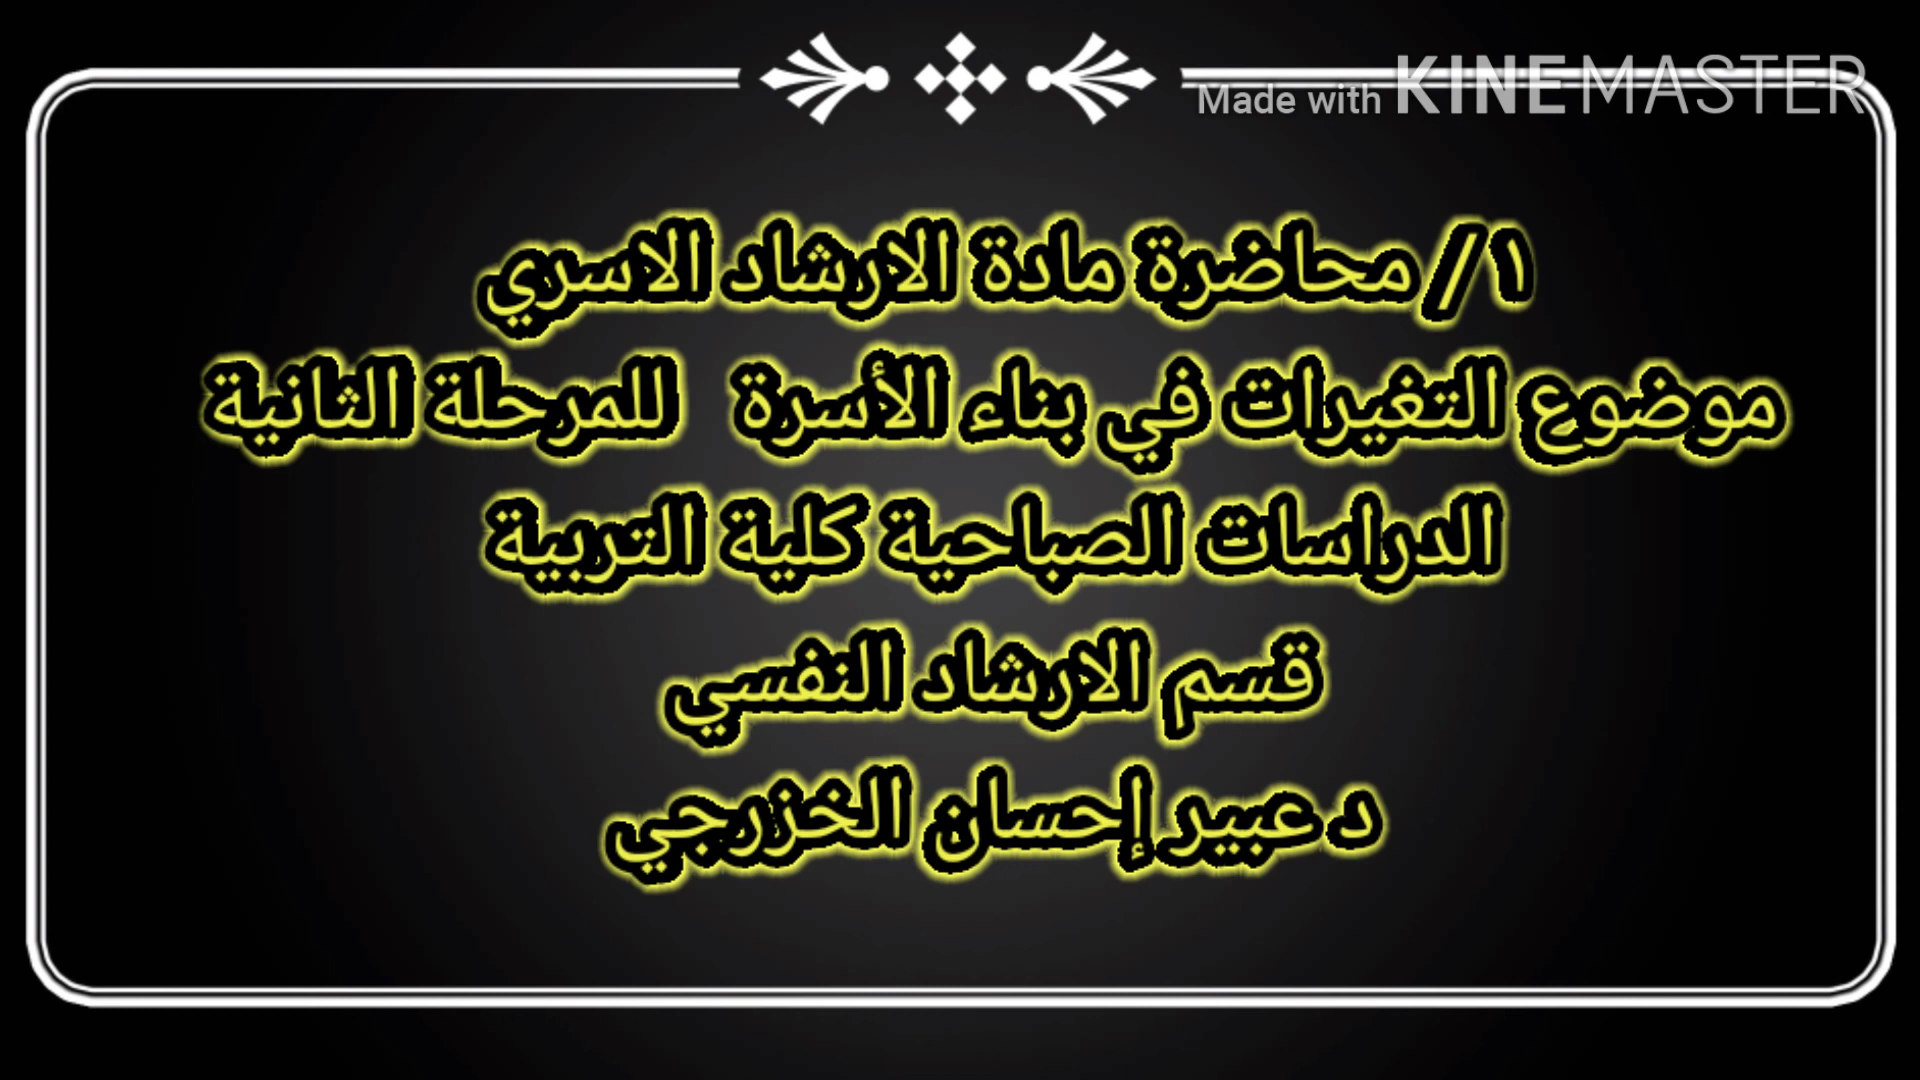 Made with KINEMASTER
١/ محاضرة مادة الارشاد الاسري
موضوع التغيرات في بناء الأسرة للمرحلة الثانية
الدراسات الصباحية كلية التربية
قسم الارشاد النفسي
د عبير إحسان الخزرجي